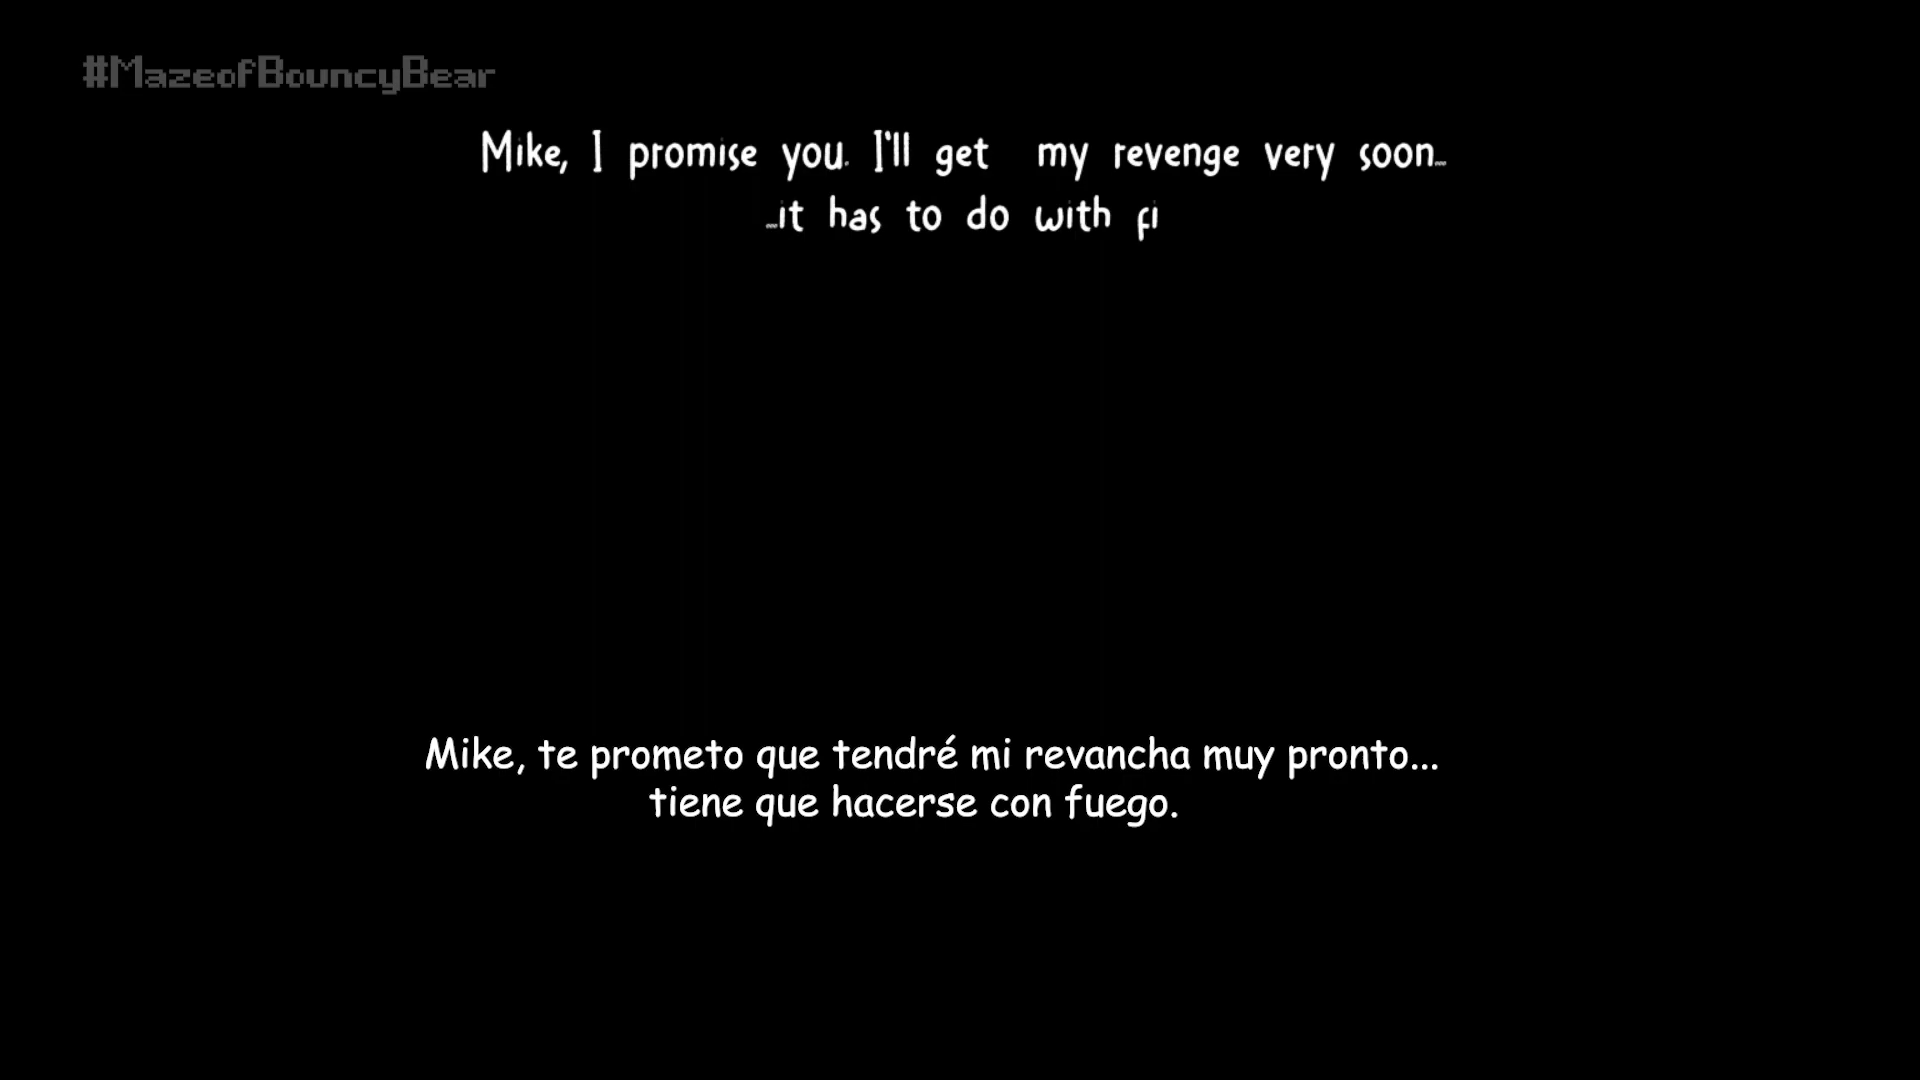 #MazeofBouncyBear
Mike, I promise you. I'll get my revenge very soon...
...it has to do with fi
Mike, te prometo que tendré mi revancha muy pronto...
tiene que hacerse con fuego.